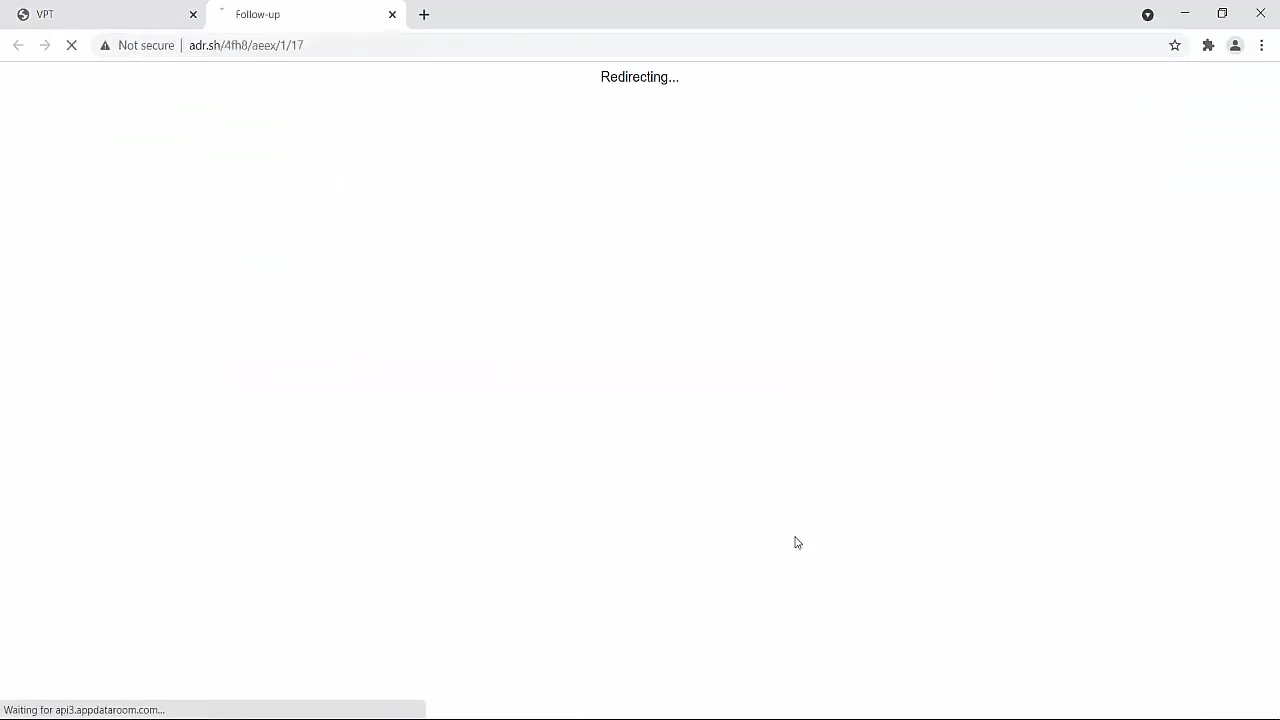 VPT
Follow-up
Not secure
adr.sh/4fh8/aeex/1/17
Redirecting...
Waiting for api3.appdataroom.com...